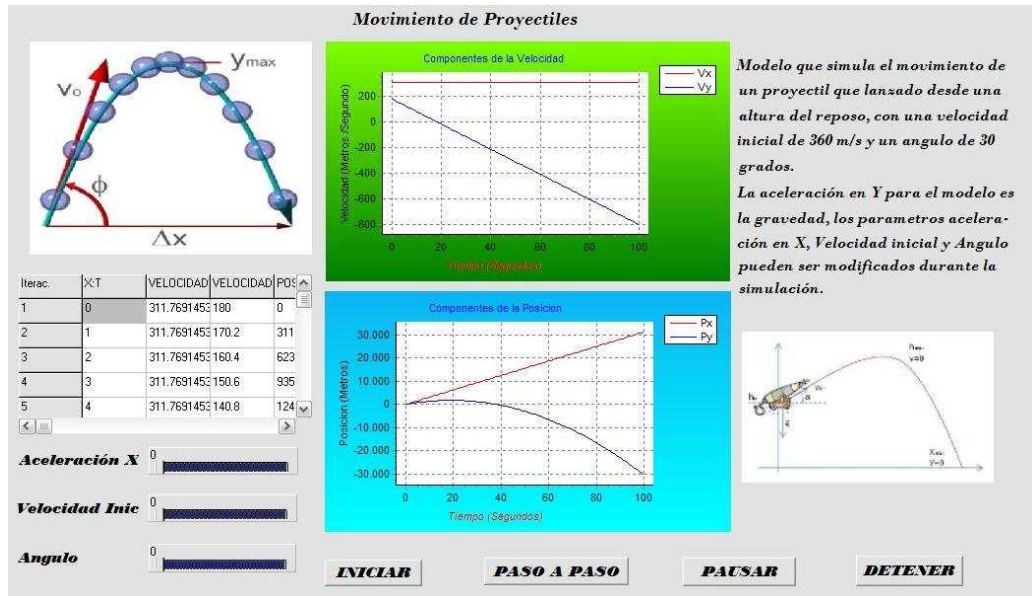 Movimiento de Proyectiles
Vo
ymax
ϕ
Δx
Componentes de la Velocidad
Velocidad (Metros /Segundo)
200
0
-200
-400
-600
-800
0 20 40 60 80 100
Tiempo (Segundos)
Vx
Vy
Modelo que simula el movimiento de
un proyectil que lanzado desde una
altura del reposo, con una velocidad
inicial de 360 m/s y un angulo de 30
grados.
La aceleración en Y para el modelo es
la gravedad, los parametros acelera-
ción en X, Velocidad inicial y Angulo
pueden ser modificados durante la
simulación.
Iterac. X:T VELOCIDAD VELOCIDAD POS
1 0 311.7691453 180 0
2 1 311.7691453 170.2 311
3 2 311.7691453 160.4 623
4 3 311.7691453 150.6 935
5 4 311.7691453 140.8 124
Componentes de la Posicion
Posicion (Metros)
30.000
20.000
10.000
0
-10.000
-20.000
-30.000
0 20 40 60 80 100
Tiempo (Segundos)
Px
Py
V=0
α
Y=0
Aceleración X 0
Velocidad Inic 0
Angulo 0
INICIAR
PASO A PASO
PAUSAR
DETENER